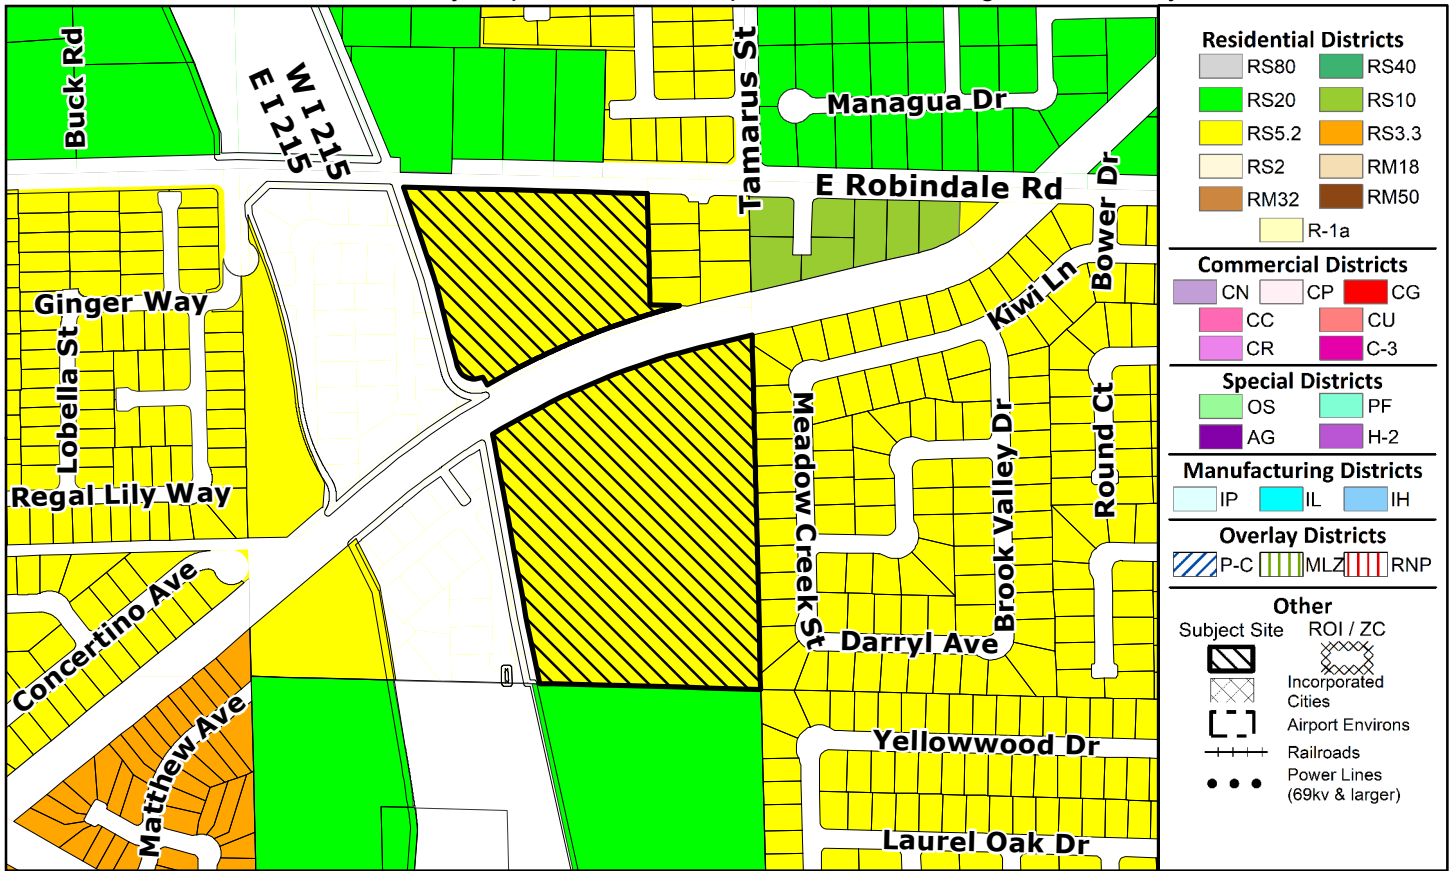 Buck Rd
W I 215
E I 215
Tamarus St
Managua Dr
E Robindale Rd
Bower Dr
Kiwi Ln
Ginger Way
Lobella St
Regal Lily Way
Meadow Creek St
Brook Valley Dr
Round Ct
Concertino Ave
Darryl Ave
Matthew Ave
Yellowwood Dr
Laurel Oak Dr
Residential Districts
RS80 RS40
RS20 RS10
RS5.2 RS3.3
RS2 RM18
RM32 RM50
R-1a
Commercial Districts
CN CP CG
CC CU
CR C-3
Special Districts
OS PF
AG H-2
Manufacturing Districts
IP IL IH
Overlay Districts
P-C MLZ RNP
Other
Subject Site ROI / ZC
Incorporated
Cities
Airport Environs
Railroads
Power Lines
(69kv & larger)